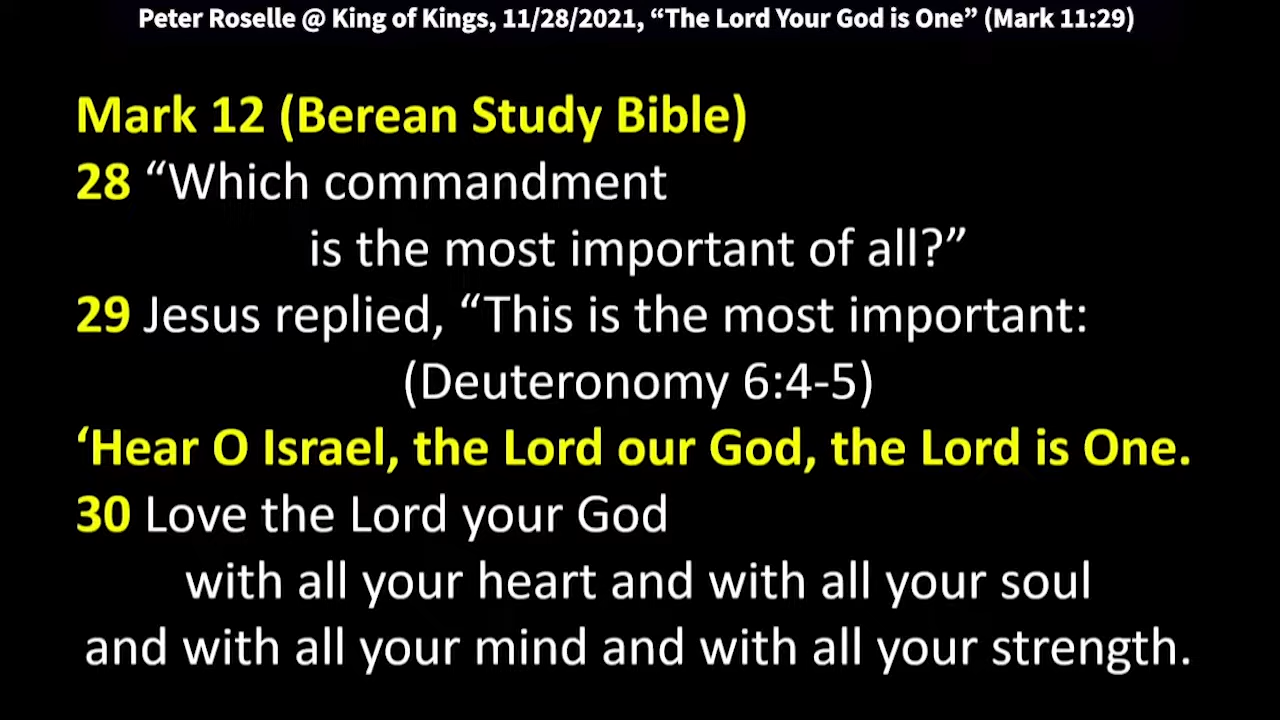 Peter Roselle @ King of Kings, 11/28/2021, “The Lord Your God is One” (Mark 11:29)
Mark 12 (Berean Study Bible)
28 “Which commandment
is the most important of all?”
29 Jesus replied, “This is the most important:
(Deuteronomy 6:4-5)
‘Hear O Israel, the Lord our God, the Lord is One.
30 Love the Lord your God
with all your heart and with all your soul
and with all your mind and with all your strength.